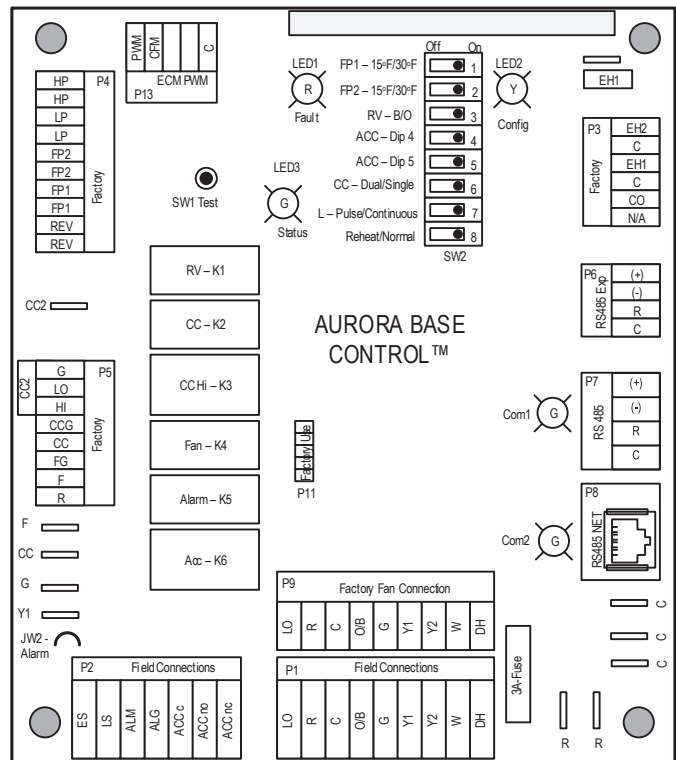 PWM
CFM
C
ECM PWM
P13
P4
HP
HP
LP
LP
FP2
FP2
FP1
FP1
REV
REV
Factory
SW1 Test
LED1
R
Fault
LED3
G
Status
Off
On
FP1 – 15°F/30°F
1
FP2 – 15°F/30°F
2
RV – B/O
3
ACC – Dip 4
4
ACC – Dip 5
5
CC – Dual/Single
6
L – Pulse/Continuous
7
Reheat/Normal
8
SW2
LED2
Y
Config
EH1
P3
Factory
EH2
C
EH1
C
CO
N/A
RV – K1
CC – K2
CC Hi – K3
Fan – K4
Alarm – K5
Acc – K6
AURORA BASE
CONTROL™
P6
RS485 Exp
(+)
(-)
R
C
CC2
CC2
P5
G
LO
HI
CCG
CC
FG
F
R
Factory
Factory Use
P11
Com1
G
P7
RS 485
(+)
(-)
R
C
Com2
G
P8
RS485 NET
F
CC
G
Y1
JW2 -
Alarm
P9
Factory Fan Connection
LO
R
C
O/B
G
Y1
Y2
W
DH
P2
Field Connections
ES
LS
ALM
ALG
ACC c
ACC no
ACC nc
P1
Field Connections
LO
R
C
O/B
G
Y1
Y2
W
DH
3A-Fuse
C
C
C
R
R